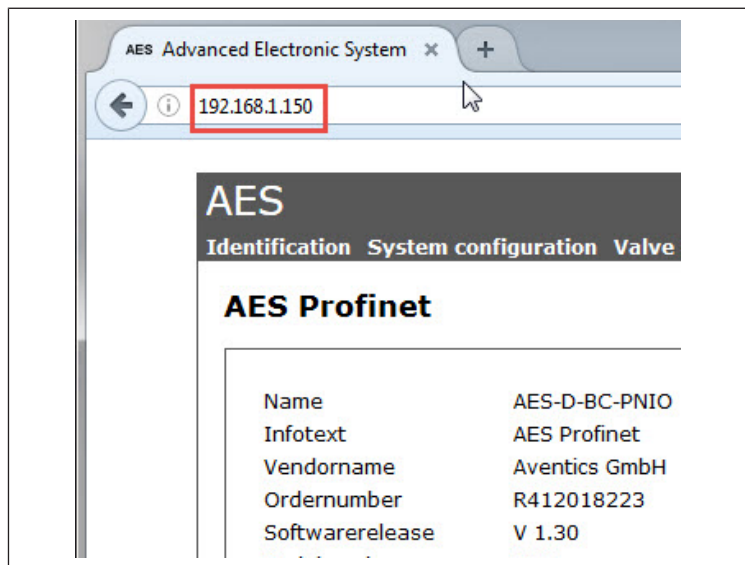 AES Advanced Electronic System × +
192.168.1.150
AES
Identification System configuration Valve
AES Profinet
Name AES-D-BC-PNIO
Infotext AES Profinet
Vendorname Aventics GmbH
Ordernumber R412018223
Softwarerelease V 1.30